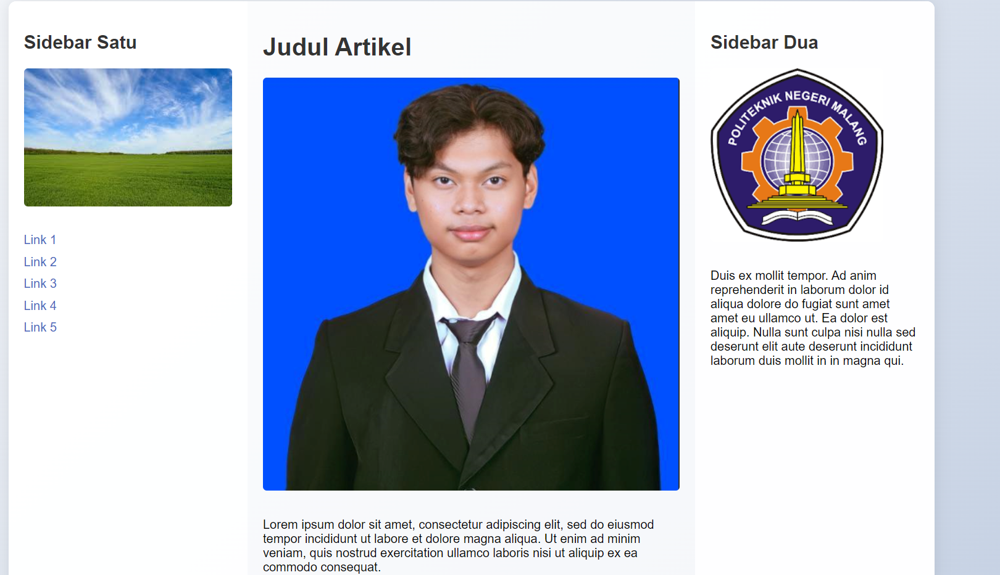 Sidebar Satu
Link 1
Link 2
Link 3
Link 4
Link 5
Judul Artikel
Lorem ipsum dolor sit amet, consectetur adipiscing elit, sed do eiusmod
tempor incididunt ut labore et dolore magna aliqua. Ut enim ad minim
veniam, quis nostrud exercitation ullamco laboris nisi ut aliquip ex ea
commodo consequat.
Sidebar Dua
POLITEKNIK NEGERI MALANG
Duis ex mollit tempor. Ad anim
reprehenderit in laborum dolor id
aliqua dolore do fugiat sunt amet
amet eu ullamco ut. Ea dolor est
aliquip. Nulla sunt culpa nisi nulla sed
deserunt elit aute deserunt incididunt
laborum duis mollit in in magna qui.